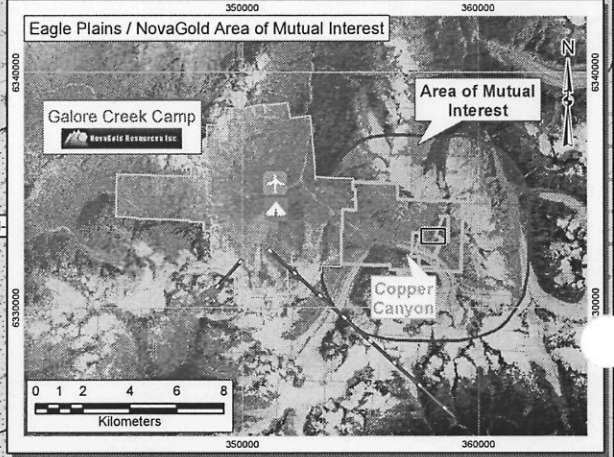 350000
360000
Eagle Plains / NovaGold Area of Mutual Interest
N
6340000
6340000
Area of Mutual
Interest
Galore Creek Camp
NovaGold Resources Inc.
Copper
Canyon
6330000
30000
0 1 2 4 6 8
Kilometers
350000
360000